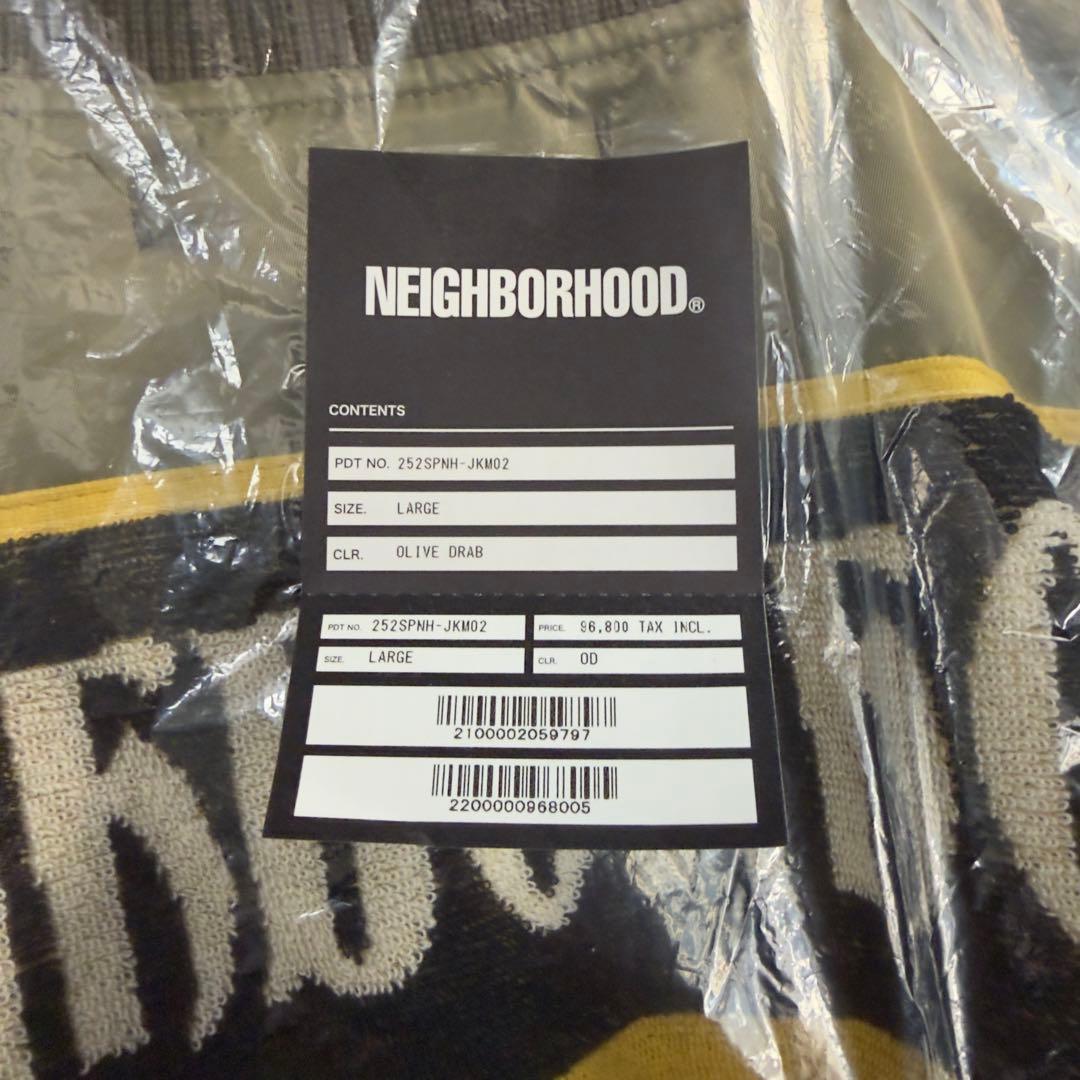 NEIGHBORHOOD®
CONTENTS
PDT NO. 252SPNH-JKM02
SIZE. LARGE
CLR. OLIVE DRAB
PDT NO. 252SPNH-JKM02 PRICE. 96,800 TAX INCL.
SIZE. LARGE CLR. OD
2100002059797
2200000968005